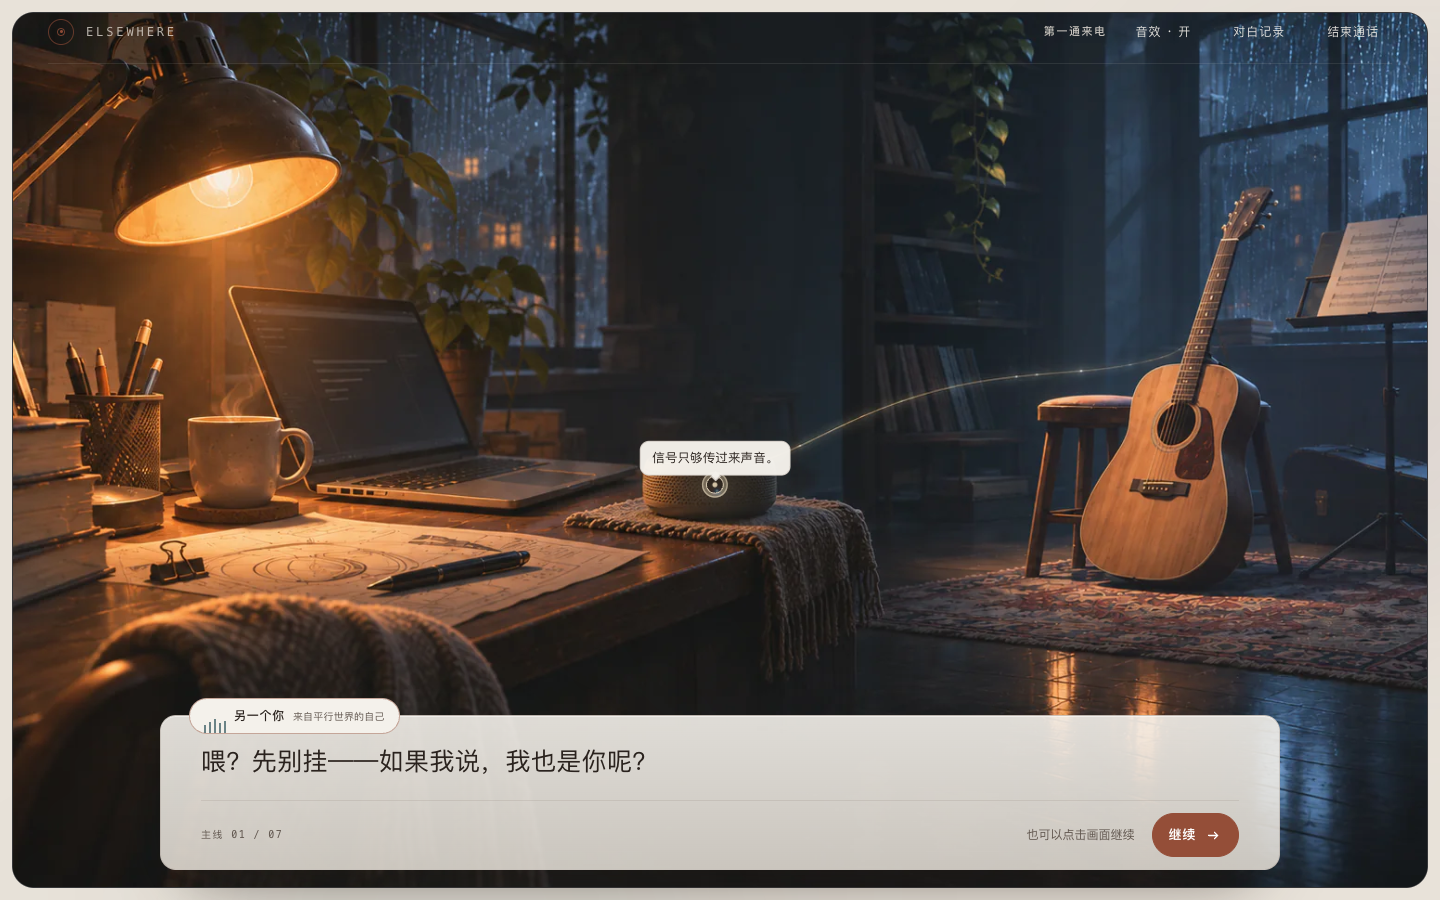 ELSEWHERE
第一通来电
音效 · 开
对白记录
结束通话
信号只够传过来声音。
另一个你 来自平行世界的自己
喂？先别挂——如果我说，我也是你呢？
主线 01 / 07
也可以点击画面继续
继续 →